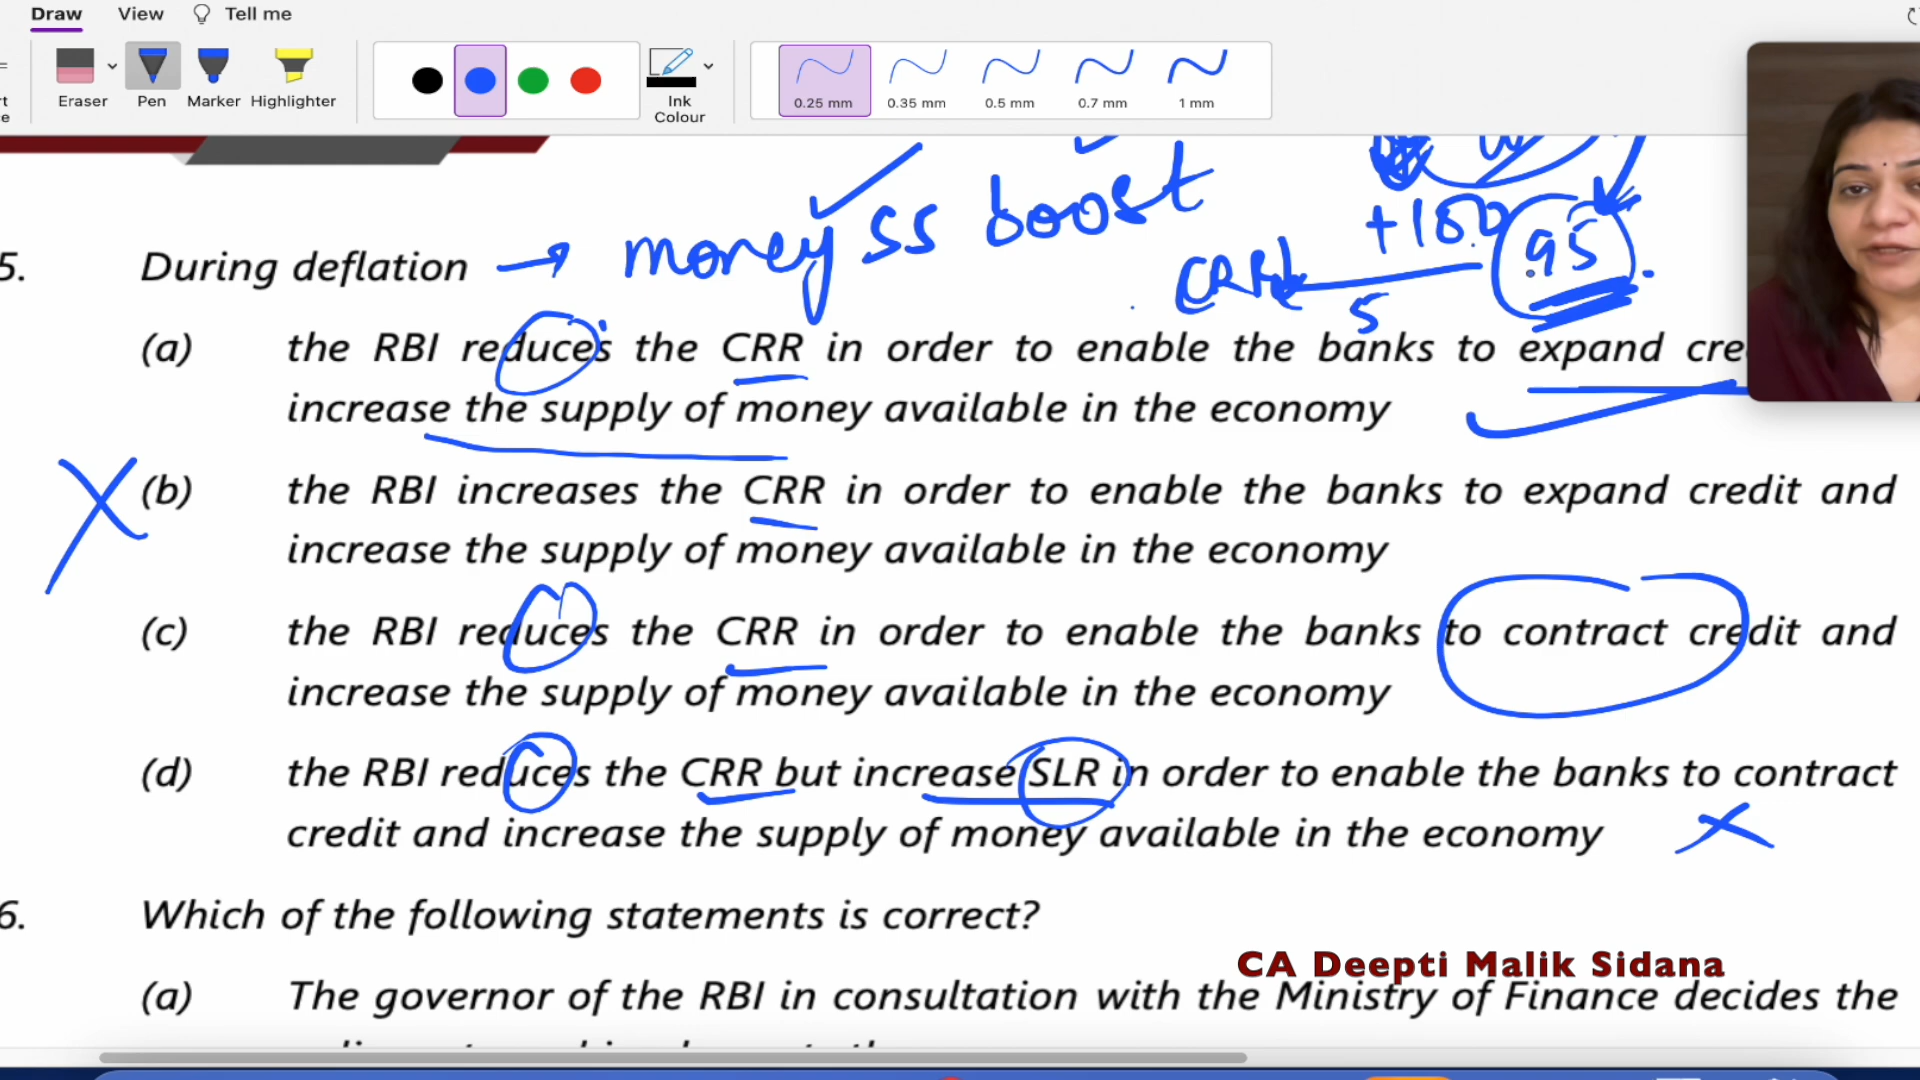 Draw View Tell me
Eraser Pen Marker Highlighter Ink Colour 0.25 mm 0.35 mm 0.5 mm 0.7 mm 1 mm
money ss boost
+100 95
CRR 5
5. During deflation →
(a) the RBI reduces the CRR in order to enable the banks to expand
increase the supply of money available in the economy
(b) the RBI increases the CRR in order to enable the banks to expand credit and
increase the supply of money available in the economy
(c) the RBI reduces the CRR in order to enable the banks to contract credit and
increase the supply of money available in the economy
(d) the RBI reduces the CRR but increase SLR in order to enable the banks to contract
credit and increase the supply of money available in the economy
6. Which of the following statements is correct?
CA Deepti Malik Sidana
(a) The governor of the RBI in consultation with the Ministry of Finance decides the